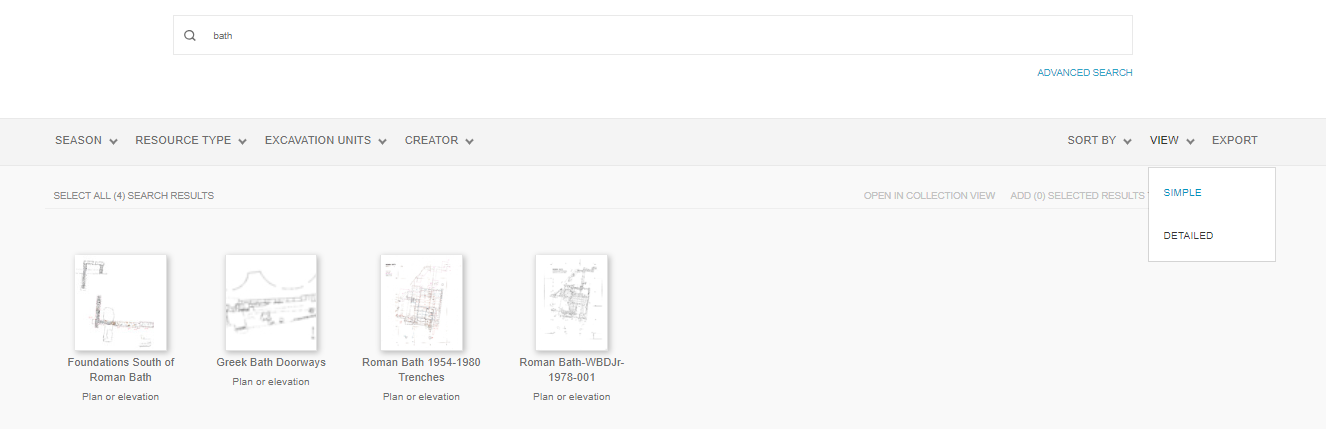 bath
ADVANCED SEARCH
SEASON RESOURCE TYPE EXCAVATION UNITS CREATOR SORT BY VIEW EXPORT
SELECT ALL (4) SEARCH RESULTS OPEN IN COLLECTION VIEW ADD (0) SELECTED RESULTS
SIMPLE
DETAILED
Foundations South of
Roman Bath
Plan or elevation
Greek Bath Doorways
Plan or elevation
Roman Bath 1954-1980
Trenches
Plan or elevation
Roman Bath-WBDJr-
1978-001
Plan or elevation